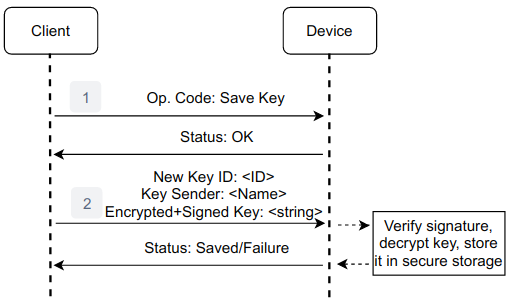 Client
Device
1
Op. Code: Save Key
Status: OK
New Key ID: <ID>
Key Sender: <Name>
2
Encrypted+Signed Key: <string>
Verify signature,
decrypt key, store
it in secure storage
Status: Saved/Failure